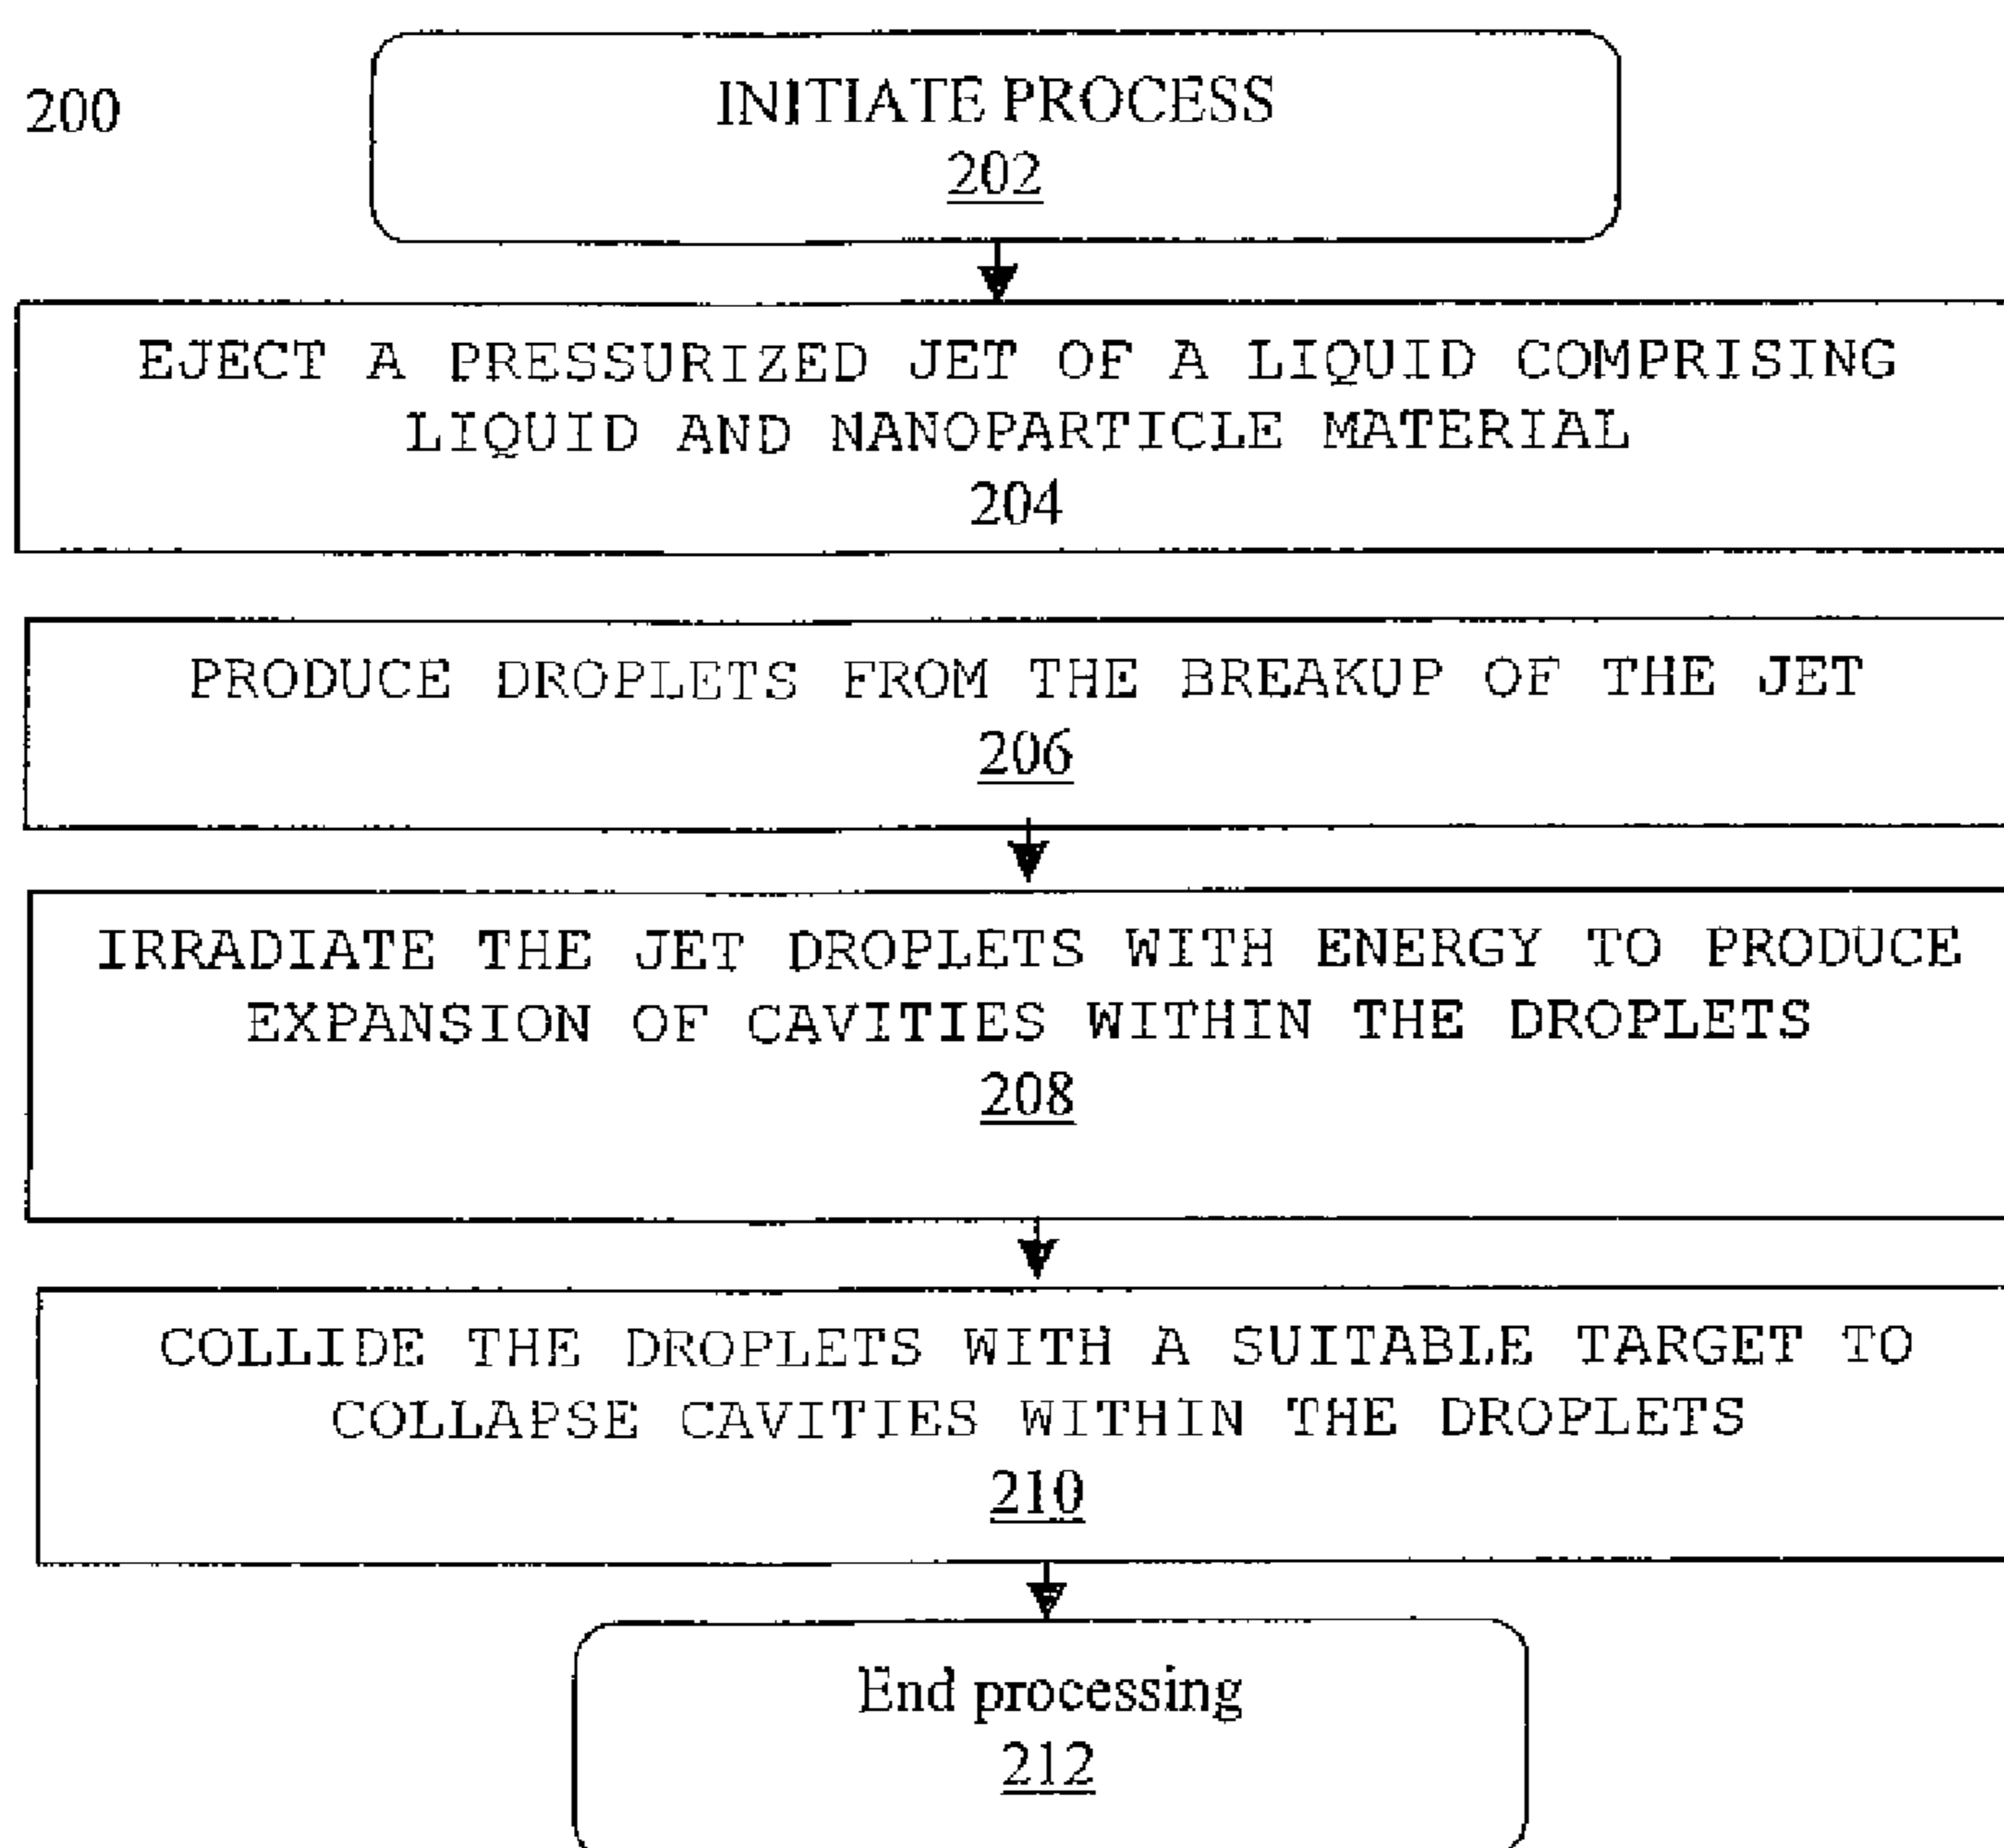 200
INITIATE PROCESS
202
EJECT A PRESSURIZED JET OF A LIQUID COMPRISING
LIQUID AND NANOPARTICLE MATERIAL
204
PRODUCE DROPLETS FROM THE BREAKUP OF THE JET
206
IRRADIATE THE JET DROPLETS WITH ENERGY TO PRODUCE
EXPANSION OF CAVITIES WITHIN THE DROPLETS
208
COLLIDE THE DROPLETS WITH A SUITABLE TARGET TO
COLLAPSE CAVITIES WITHIN THE DROPLETS
210
End processing
212